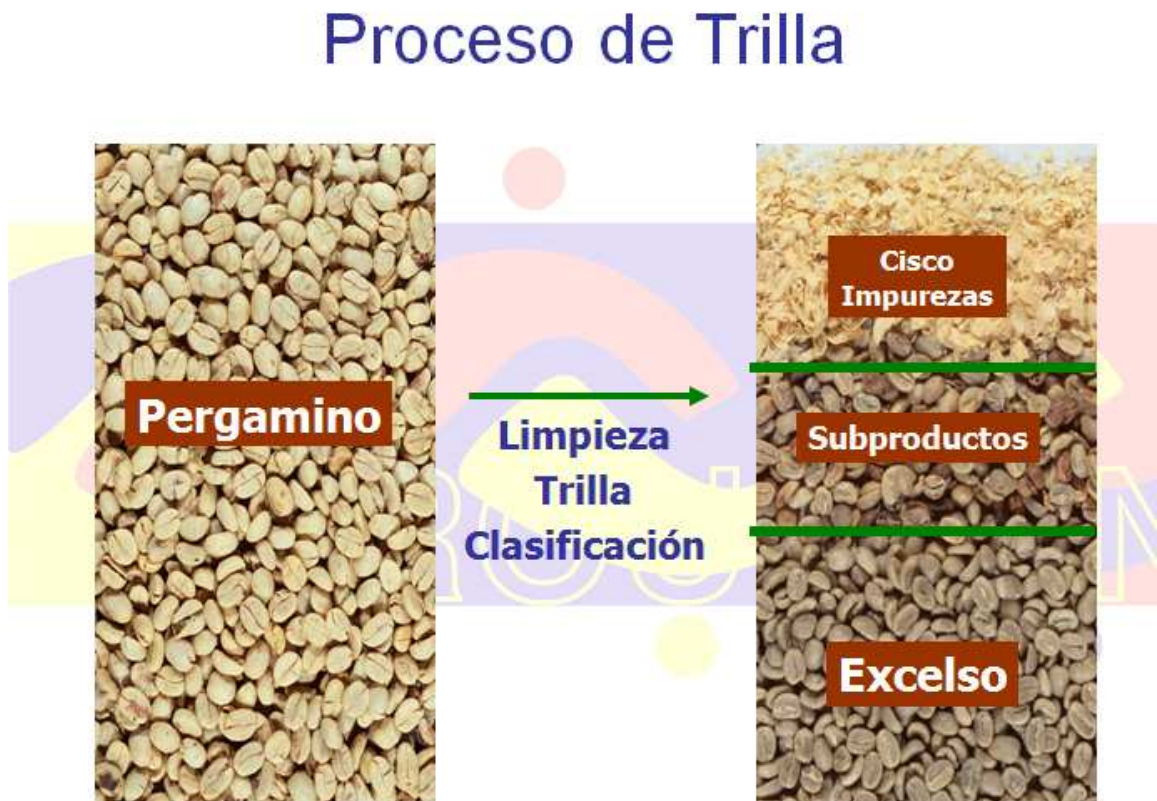 Proceso de Trilla
Pergamino
Limpieza
Trilla
Clasificación
Cisco
Impurezas
Subproductos
Excelso